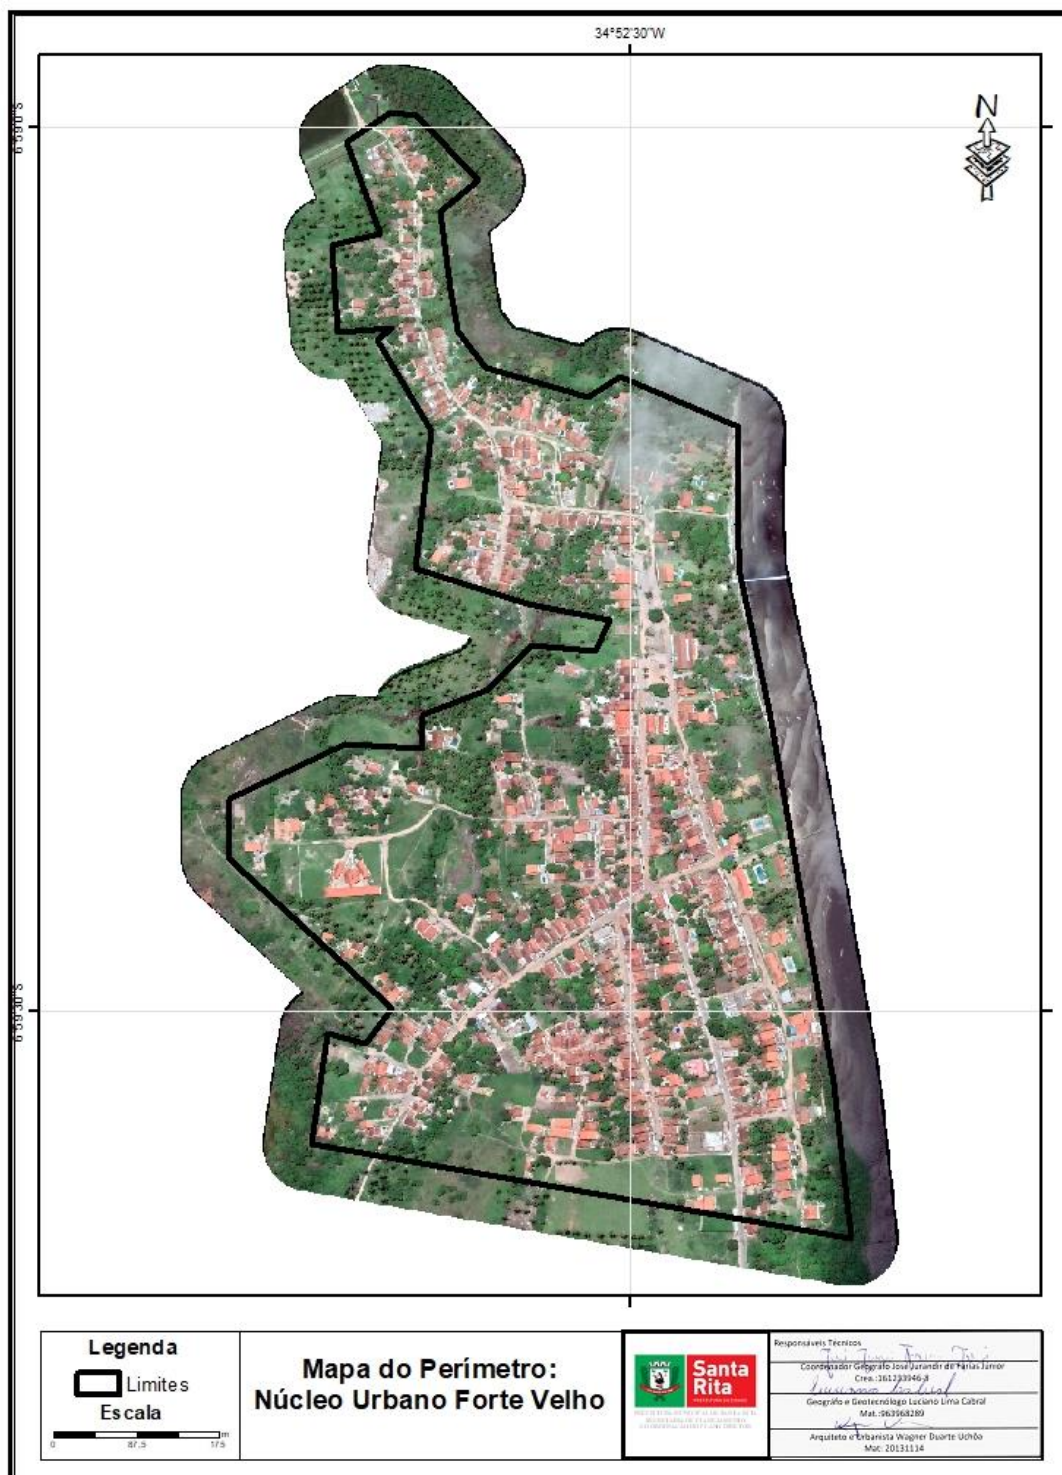 34°52'30"W
N
6°59'0"S
6°59'30"S
Legenda
Limites
Escala
m
0 87,5 175
Mapa do Perímetro:
Núcleo Urbano Forte Velho
Santa
Rita
Responsáveis Técnicos
Coordenador Geógrafo José Jurandir de Farias Júnior
Crea.:161233946-8
Geógrafo e Geotecnólogo Luciano Lima Cabral
Mat.:963968289
Arquiteto e Urbanista Wagner Duarte Uchôa
Mat: 20131114